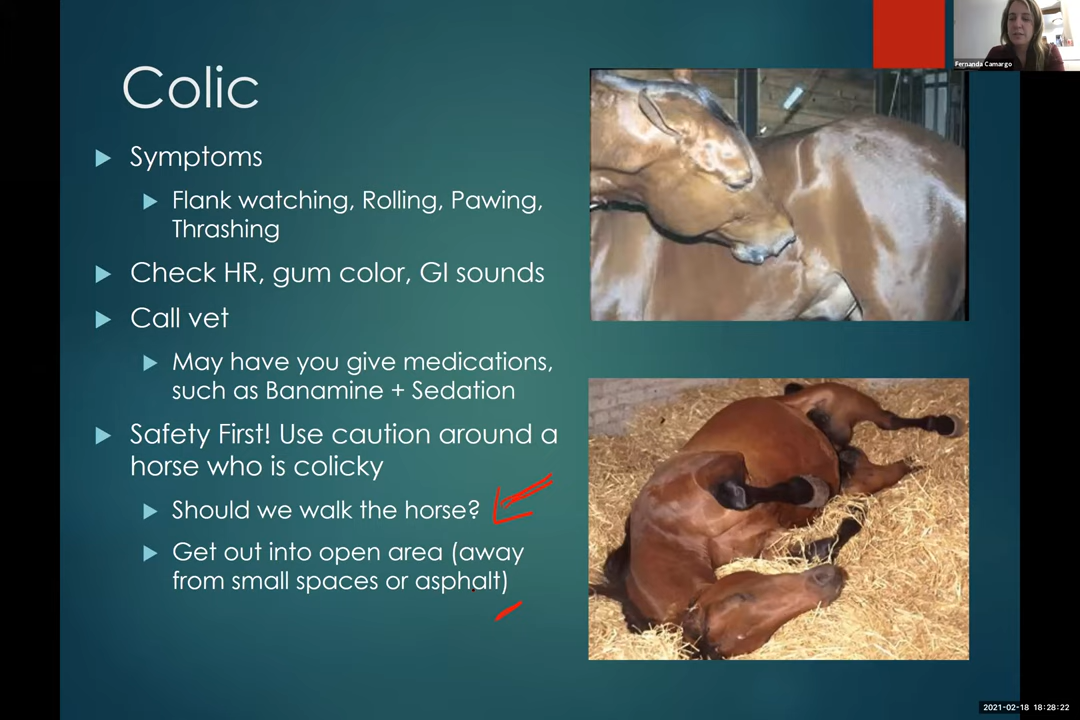 Fernanda Camargo
Colic
Symptoms
Flank watching, Rolling, Pawing,
Thrashing
Check HR, gum color, GI sounds
Call vet
May have you give medications,
such as Banamine + Sedation
Safety First! Use caution around a
horse who is colicky
Should we walk the horse?
Get out into open area (away
from small spaces or asphalt)
2021-02-18 18:28:22